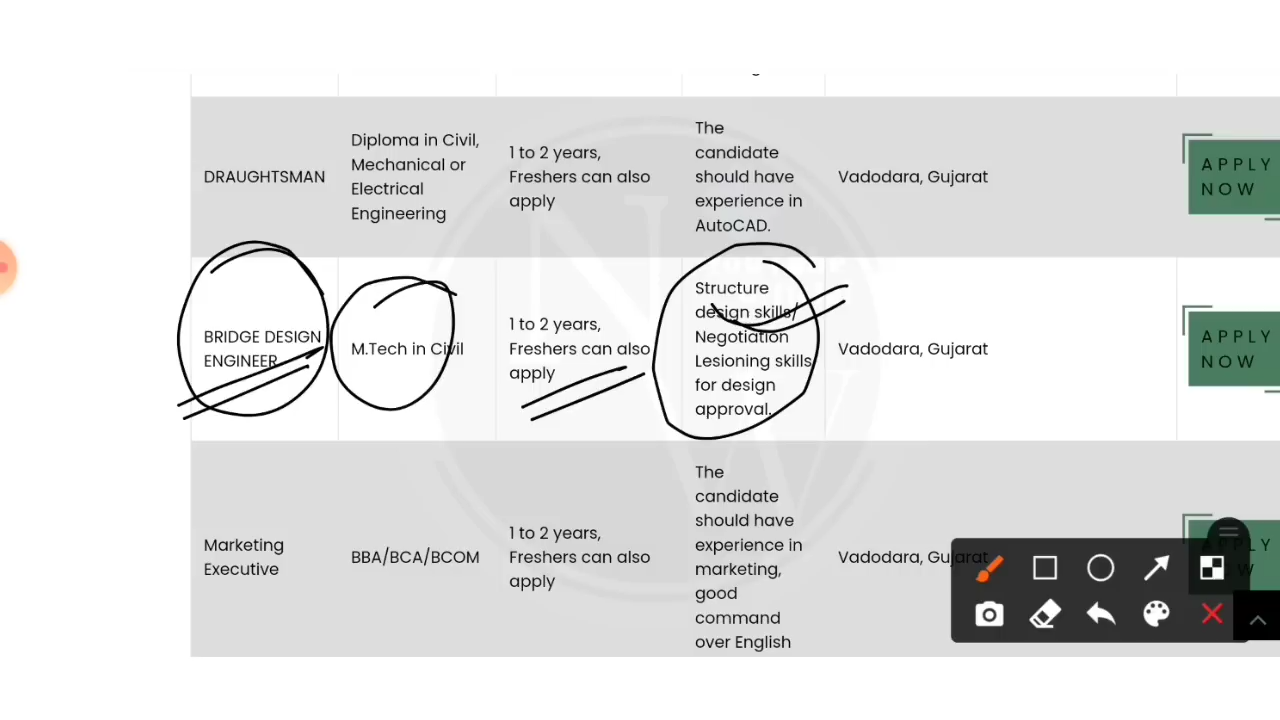 DRAUGHTSMAN
Diploma in Civil,
Mechanical or
Electrical
Engineering
1 to 2 years,
Freshers can also
apply
The
candidate
should have
experience in
AutoCAD.
Vadodara, Gujarat
APPLY
NOW
BRIDGE DESIGN
ENGINEER
M.Tech in Civil
1 to 2 years,
Freshers can also
apply
Structure
design skills/
Negotiation
Lesioning skills
for design
approval.
Vadodara, Gujarat
APPLY
NOW
Marketing
Executive
BBA/BCA/BCOM
1 to 2 years,
Freshers can also
apply
The
candidate
should have
experience in
marketing,
good
command
over English
Vadodara, Gujarat